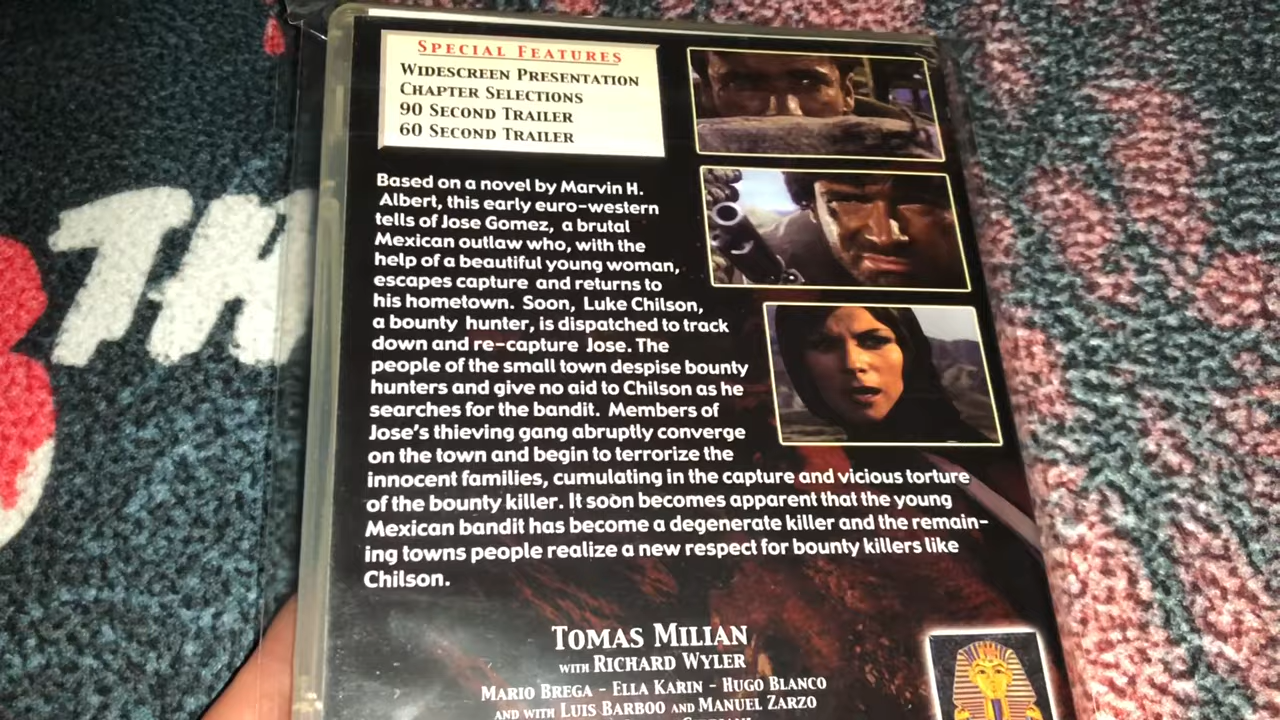 SPECIAL FEATURES
WIDESCREEN PRESENTATION
CHAPTER SELECTIONS
90 SECOND TRAILER
60 SECOND TRAILER
Based on a novel by Marvin H.
Albert, this early euro-western
tells of Jose Gomez, a brutal
Mexican outlaw who, with the
help of a beautiful young woman,
escapes capture and returns to
his hometown. Soon, Luke Chilson,
a bounty hunter, is dispatched to track
down and re-capture Jose. The
people of the small town despise bounty
hunters and give no aid to Chilson as he
searches for the bandit. Members of
Jose's thieving gang abruptly converge
on the town and begin to terrorize the
innocent families, cumulating in the capture and vicious torture
of the bounty killer. It soon becomes apparent that the young
Mexican bandit has become a degenerate killer and the remain-
ing towns people realize a new respect for bounty killers like
Chilson.
TOMAS MILIAN
WITH RICHARD WYLER
MARIO BREGA - ELLA KARIN - HUGO BLANCO
AND WITH LUIS BARBOO AND MANUEL ZARZO
TH